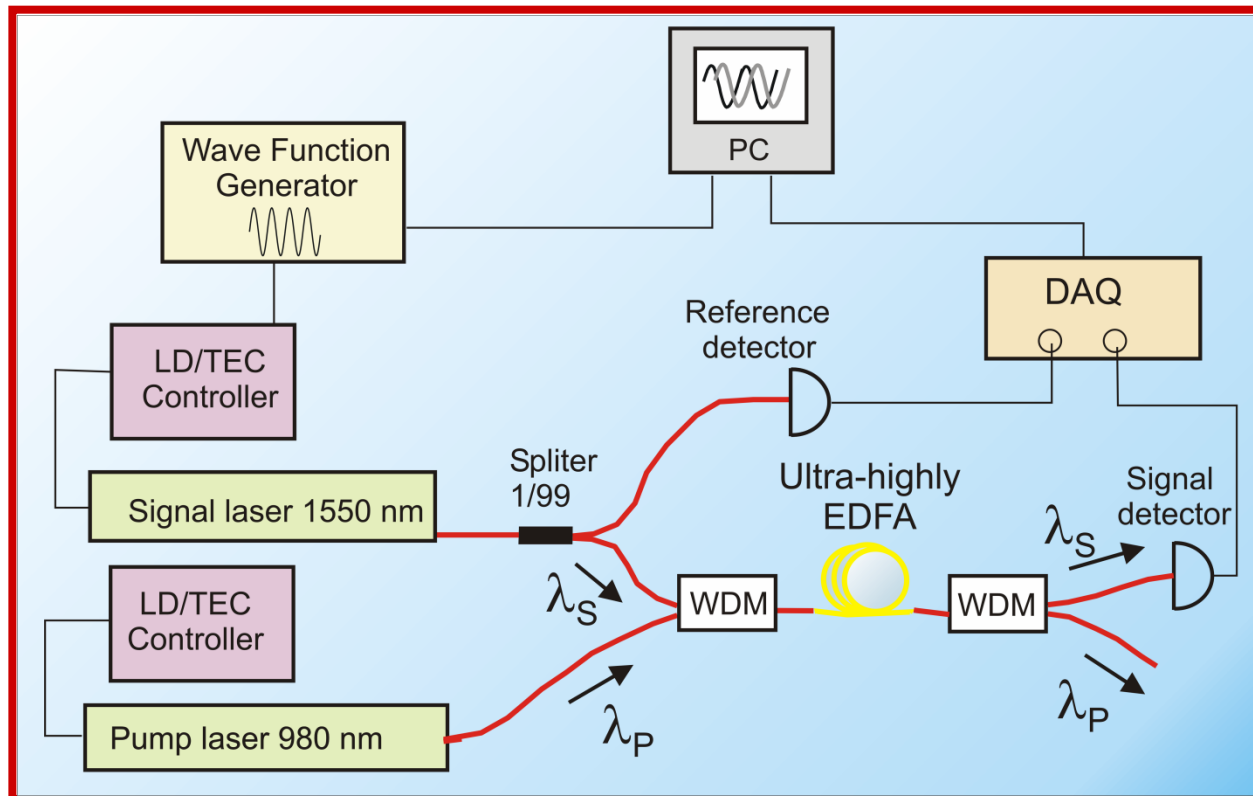 PC
Wave Function
Generator
DAQ
Reference
detector
LD/TEC
Controller
Spliter
1/99
Ultra-highly
EDFA
Signal
detector
Signal laser 1550 nm
λS
λS
LD/TEC
Controller
WDM
WDM
λP
λP
Pump laser 980 nm